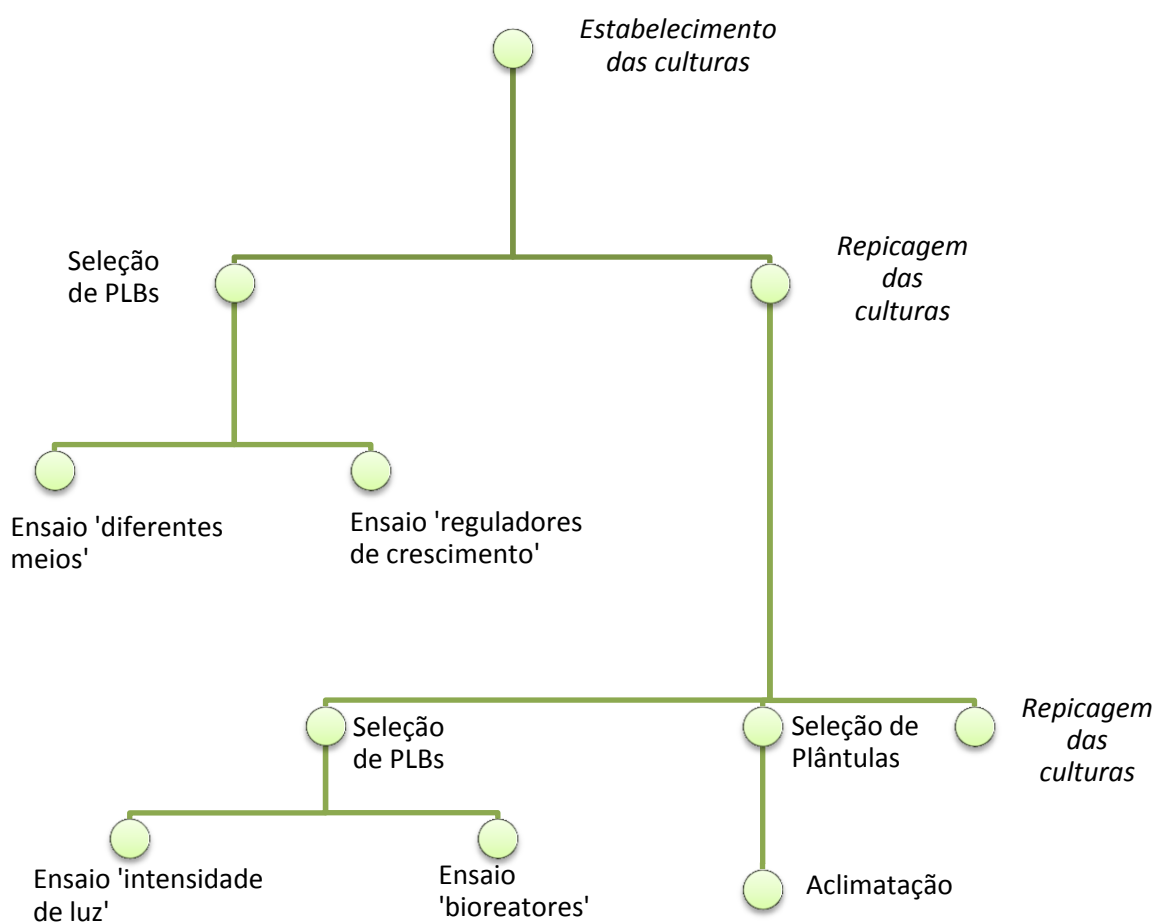 Estabelecimento
das culturas
Seleção
de PLBs
Repicagem
das
culturas
Ensaio 'diferentes
meios'
Ensaio 'reguladores
de crescimento'
Seleção
de PLBs
Seleção de
Plântulas
Repicagem
das
culturas
Ensaio 'intensidade
de luz'
Ensaio
'bioreatores'
Aclimatação